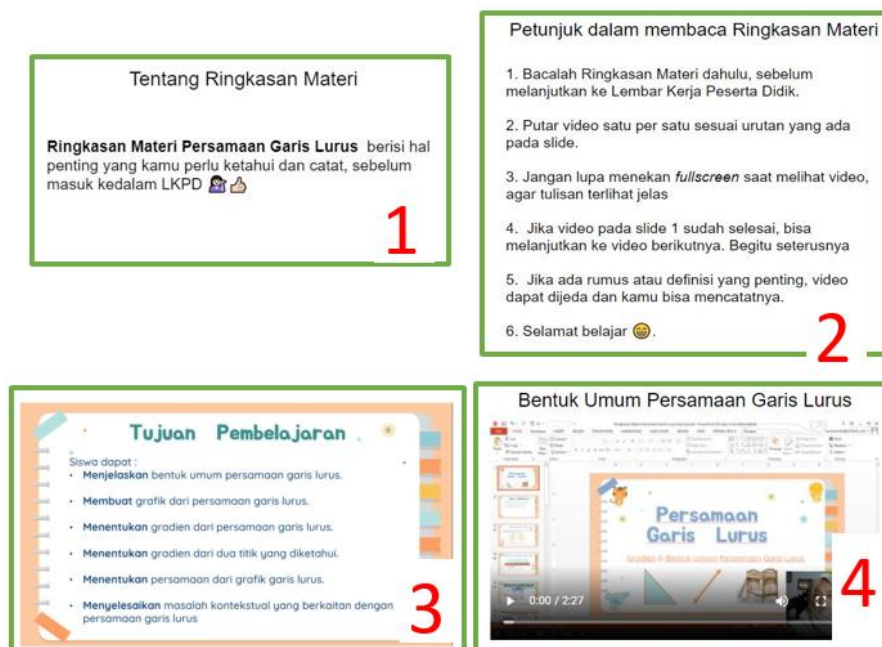 Tentang Ringkasan Materi
Ringkasan Materi Persamaan Garis Lurus berisi hal
penting yang kamu perlu ketahui dan catat, sebelum
masuk kedalam LKPD
1
Petunjuk dalam membaca Ringkasan Materi
1. Bacalah Ringkasan Materi dahulu, sebelum
melanjutkan ke Lembar Kerja Peserta Didik.
2. Putar video satu per satu sesuai urutan yang ada
pada slide.
3. Jangan lupa menekan fullscreen saat melihat video,
agar tulisan terlihat jelas
4. Jika video pada slide 1 sudah selesai, bisa
melanjutkan ke video berikutnya. Begitu seterusnya
5. Jika ada rumus atau definisi yang penting, video
dapat dijeda dan kamu bisa mencatatnya.
6. Selamat belajar 😁.
2
Tujuan Pembelajaran
Siswa dapat :
• Menjelaskan bentuk umum persamaan garis lurus.
• Membuat grafik dari persamaan garis lurus.
• Menentukan gradien dari persamaan garis lurus.
• Menentukan gradien dari dua titik yang diketahui.
• Menentukan persamaan dari grafik garis lurus.
• Menyelesaikan masalah kontekstual yang berkaitan dengan
persamaan garis lurus
3
Bentuk Umum Persamaan Garis Lurus
Persamaan
Garis Lurus
Gradien & Bentuk Umum Persamaan Garis Lurus
0:00 / 2:27
4